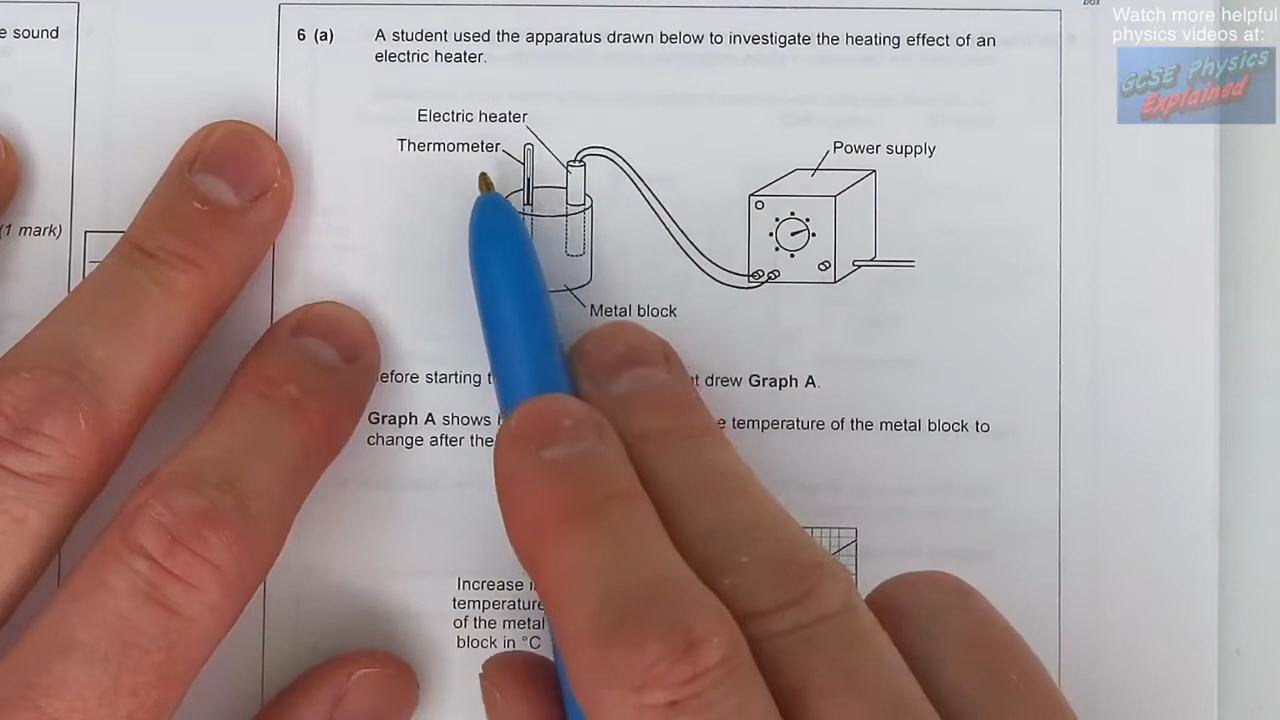 box
Watch more helpful
physics videos at:
GCSE Physics
Explained
e sound
(1 mark)
6 (a) A student used the apparatus drawn below to investigate the heating effect of an
electric heater.
Electric heater
Thermometer
Power supply
Metal block
efore starting t
t drew Graph A.
Graph A shows
e temperature of the metal block to
change after the
Increase
temperature
of the metal
block in °C